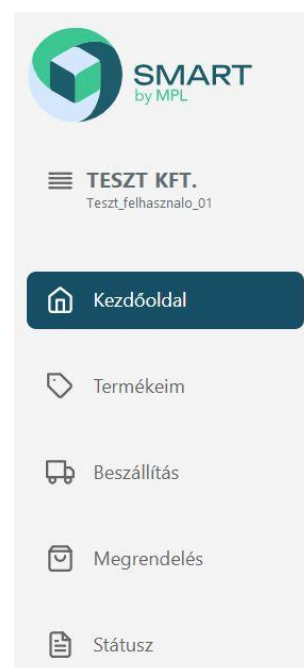 SMART
by MPL
TESZT KFT.
Teszt_felhasznalo_01
Kezdőoldal
Termékeim
Beszállítás
Megrendelés
Státusz